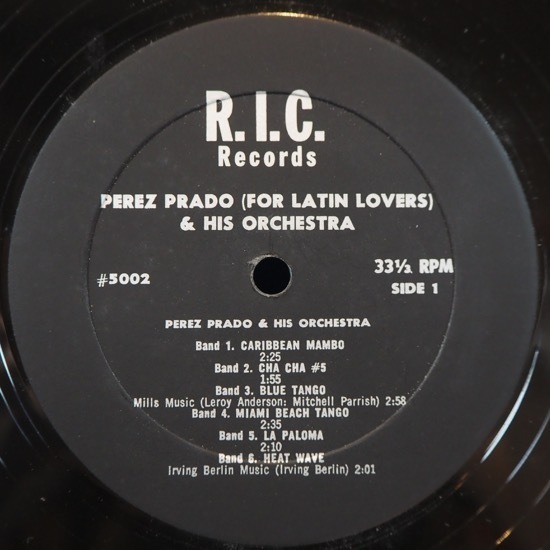 R.I.C.
Records
PEREZ PRADO (FOR LATIN LOVERS)
& HIS ORCHESTRA
#5002
33⅓ RPM
SIDE 1
PEREZ PRADO & HIS ORCHESTRA
Band 1. CARIBBEAN MAMBO
2:25
Band 2. CHA CHA #5
1:55
Band 3. BLUE TANGO
Mills Music (Leroy Anderson: Mitchell Parrish) 2:58
Band 4. MIAMI BEACH TANGO
2:35
Band 5. LA PALOMA
2:10
Band 6. HEAT WAVE
Irving Berlin Music (Irving Berlin) 2:01